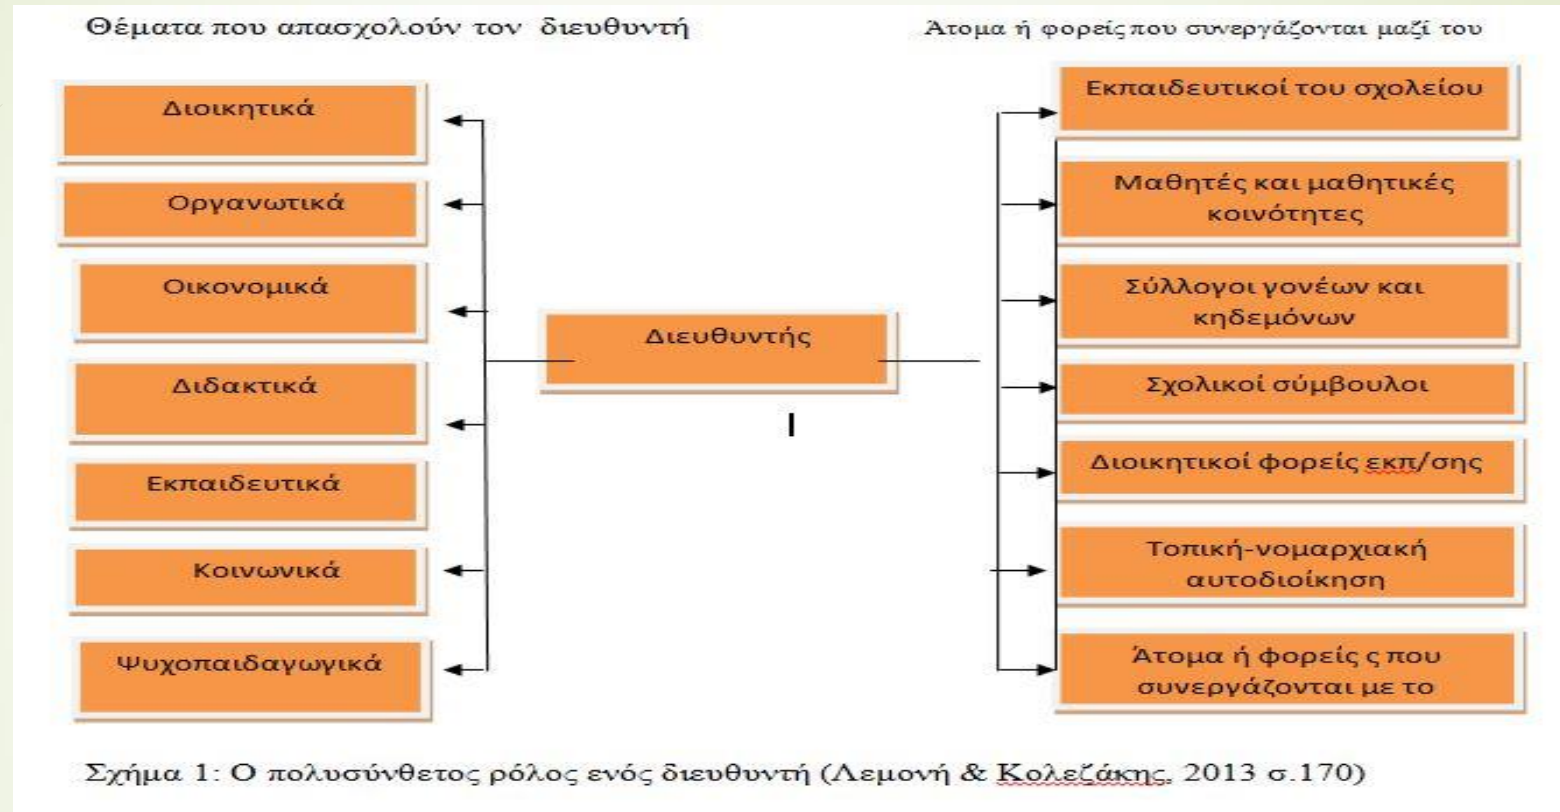 Θέματα που απασχολούν τον διευθυντή
Άτομα ή φορείς που συνεργάζονται μαζί του
Διοικητικά
Οργανωτικά
Οικονομικά
Διδακτικά
Εκπαιδευτικά
Κοινωνικά
Ψυχοπαιδαγωγικά
Διευθυντής
Εκπαιδευτικοί του σχολείου
Μαθητές και μαθητικές
κοινότητες
Σύλλογοι γονέων και
κηδεμόνων
Σχολικοί σύμβουλοι
Διοικητικοί φορείς εκπ/σης
Τοπική-νομαρχιακή
αυτοδιοίκηση
Άτομα ή φορείς ς που
συνεργάζονται με το
Σχήμα 1: Ο πολυσύνθετος ρόλος ενός διευθυντή (Λεμονή & Κολεζάκης, 2013 σ.170)